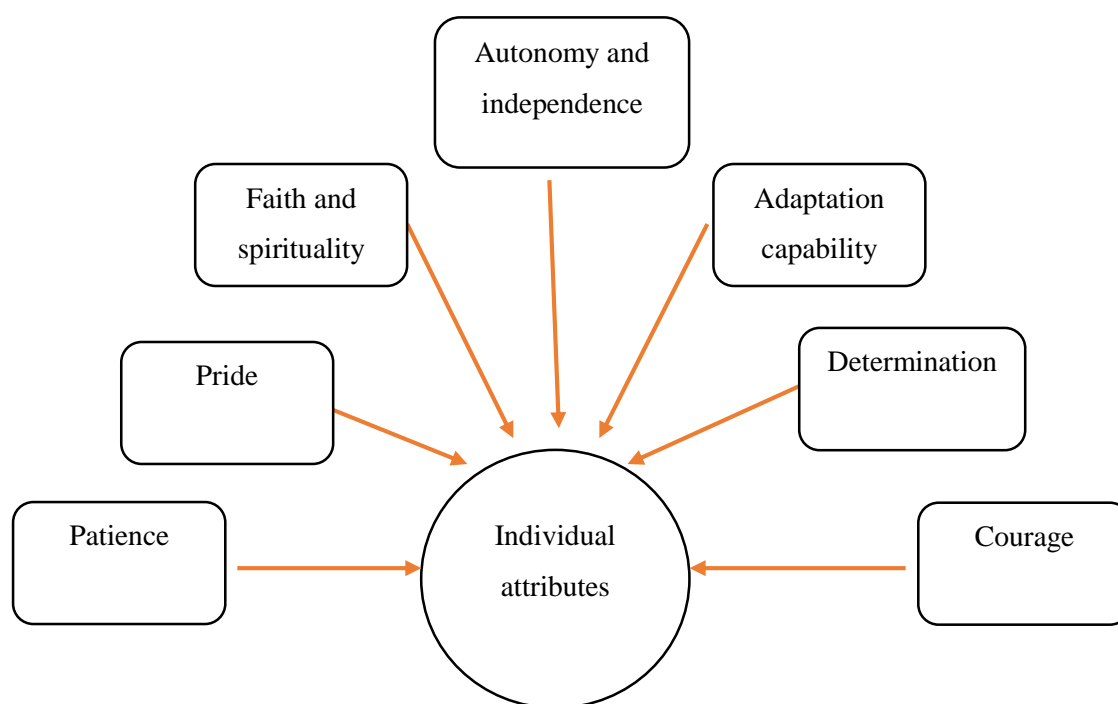 Autonomy and
independence
Faith and
spirituality
Adaptation
capability
Pride
Determination
Patience
Individual
attributes
Courage